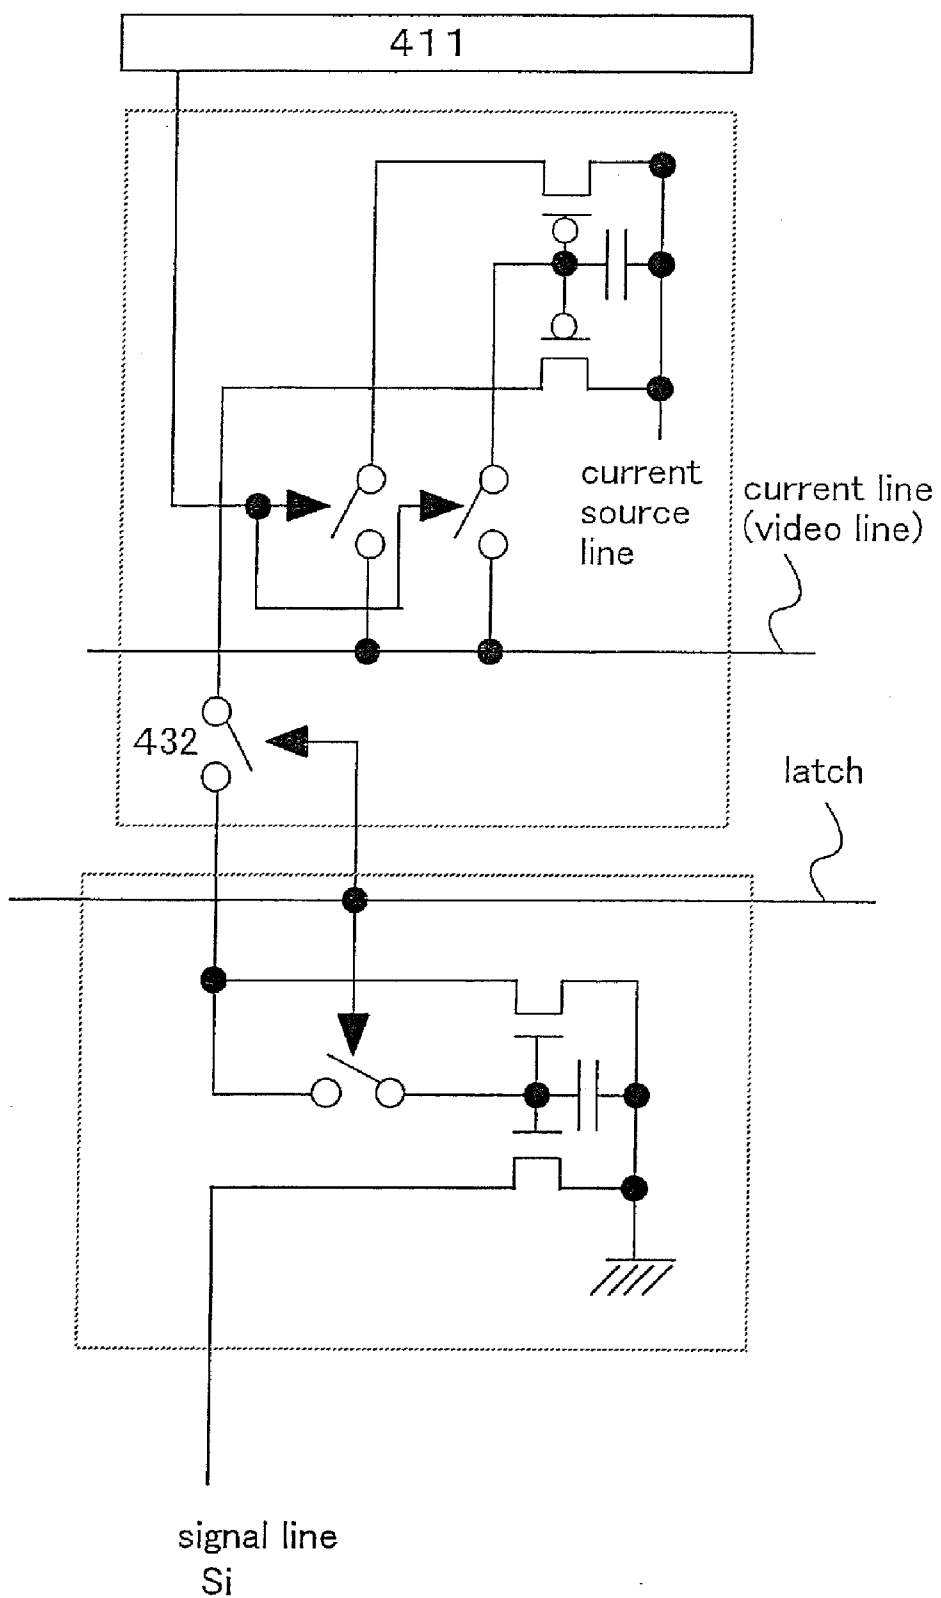 411
current
source
line
current line
(video line)
432
latch
signal line
Si